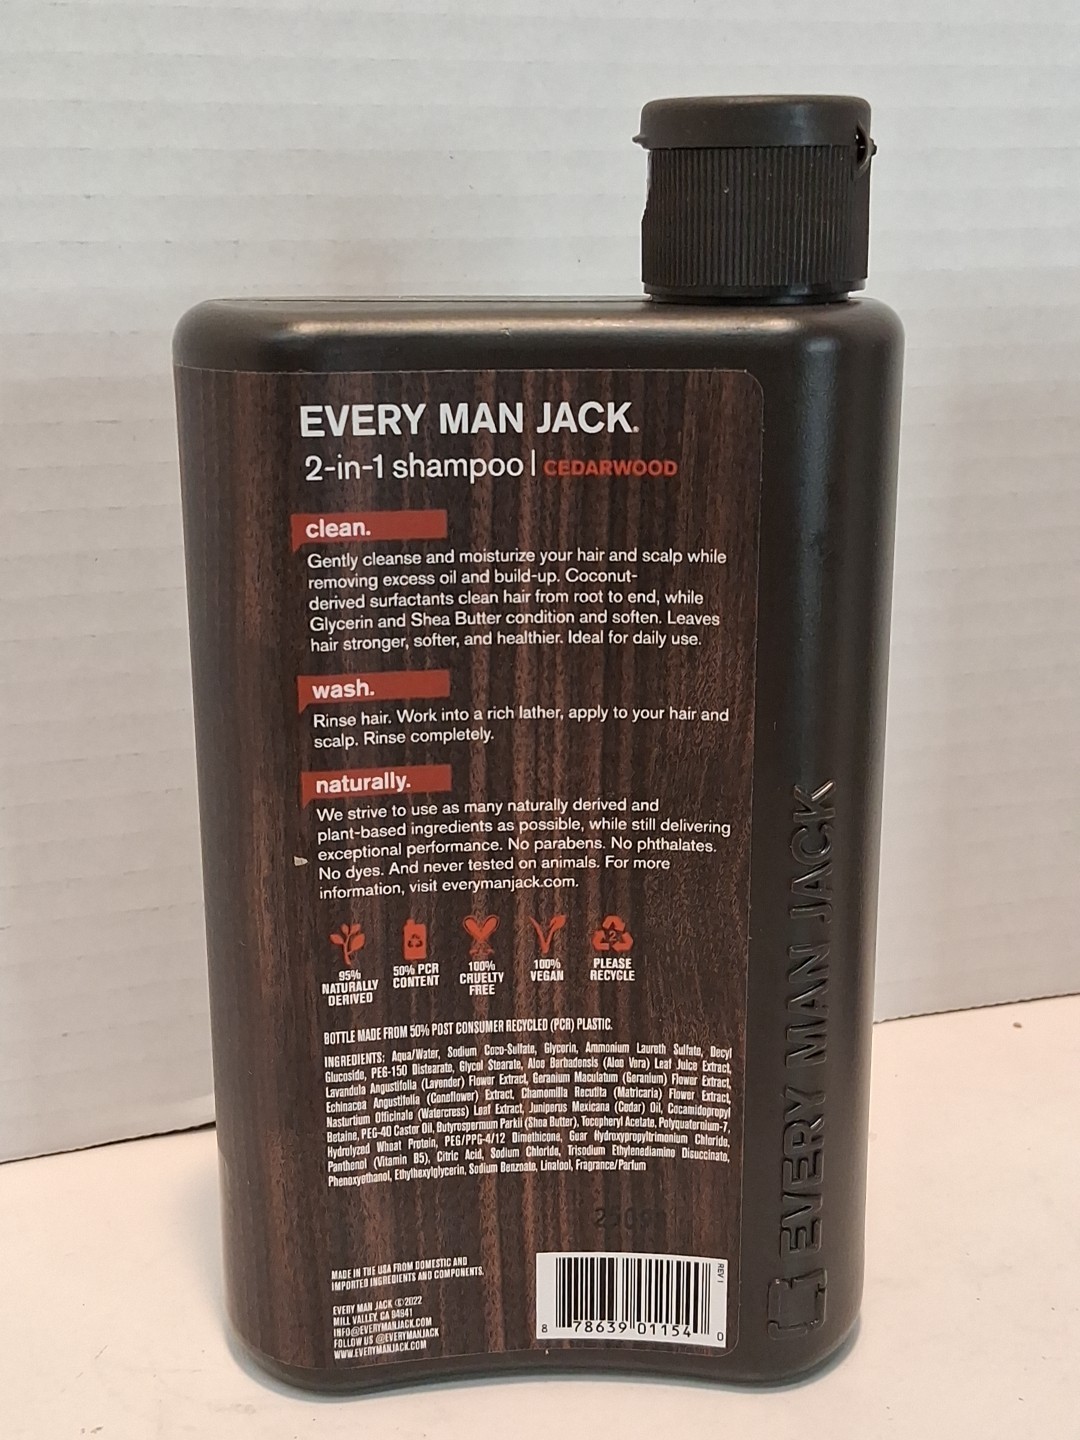 EVERY MAN JACK.
2-in-1 shampoo | CEDARWOOD
clean.
Gently cleanse and moisturize your hair and scalp while
removing excess oil and build-up. Coconut-
derived surfactants clean hair from root to end, while
Glycerin and Shea Butter condition and soften. Leaves
hair stronger, softer, and healthier. Ideal for daily use.
wash.
Rinse hair. Work into a rich lather, apply to your hair and
scalp. Rinse completely.
naturally.
We strive to use as many naturally derived and
plant-based ingredients as possible, while still delivering
exceptional performance. No parabens. No phthalates.
No dyes. And never tested on animals. For more
information, visit everymanjack.com.
95%
NATURALLY
DERIVED
50% PCR
CONTENT
100%
CRUELTY
FREE
100%
VEGAN
2
PLEASE
RECYCLE
BOTTLE MADE FROM 50% POST CONSUMER RECYCLED (PCR) PLASTIC.
INGREDIENTS: Aqua/Water, Sodium Coco-Sulfate, Glycerin, Ammonium Laureth Sulfate, Decyl
Glucoside, PEG-150 Distearate, Glycol Stearate, Aloe Barbadensis (Aloe Vera) Leaf Juice Extract,
Lavandula Angustifolia (Lavender) Flower Extract, Geranium Maculatum (Geranium) Flower Extract,
Echinacea Angustifolia (Coneflower) Extract, Chamomilla Recutita (Matricaria) Flower Extract,
Nasturtium Officinale (Watercress) Leaf Extract, Juniperus Mexicana (Cedar) Oil, Cocamidopropyl
Betaine, PEG-40 Castor Oil, Butyrospermum Parkii (Shea Butter), Tocopheryl Acetate, Polyquaternium-7,
Hydrolyzed Wheat Protein, PEG/PPG-4/12 Dimethicone, Guar Hydroxypropyltrimonium Chloride,
Panthenol (Vitamin B5), Citric Acid, Sodium Chloride, Trisodium Ethylenediamine Disuccinate,
Phenoxyethanol, Ethylhexylglycerin, Sodium Benzoate, Linalool, Fragrance/Parfum
MADE IN THE USA FROM DOMESTIC AND
IMPORTED INGREDIENTS AND COMPONENTS.
EVERY MAN JACK ©2022
MILL VALLEY, CA 94941
INFO@EVERYMANJACK.COM
FOLLOW US @EVERYMANJACK
WWW.EVERYMANJACK.COM
REV 1
8 78639 01154 0
EVERY MAN JACK